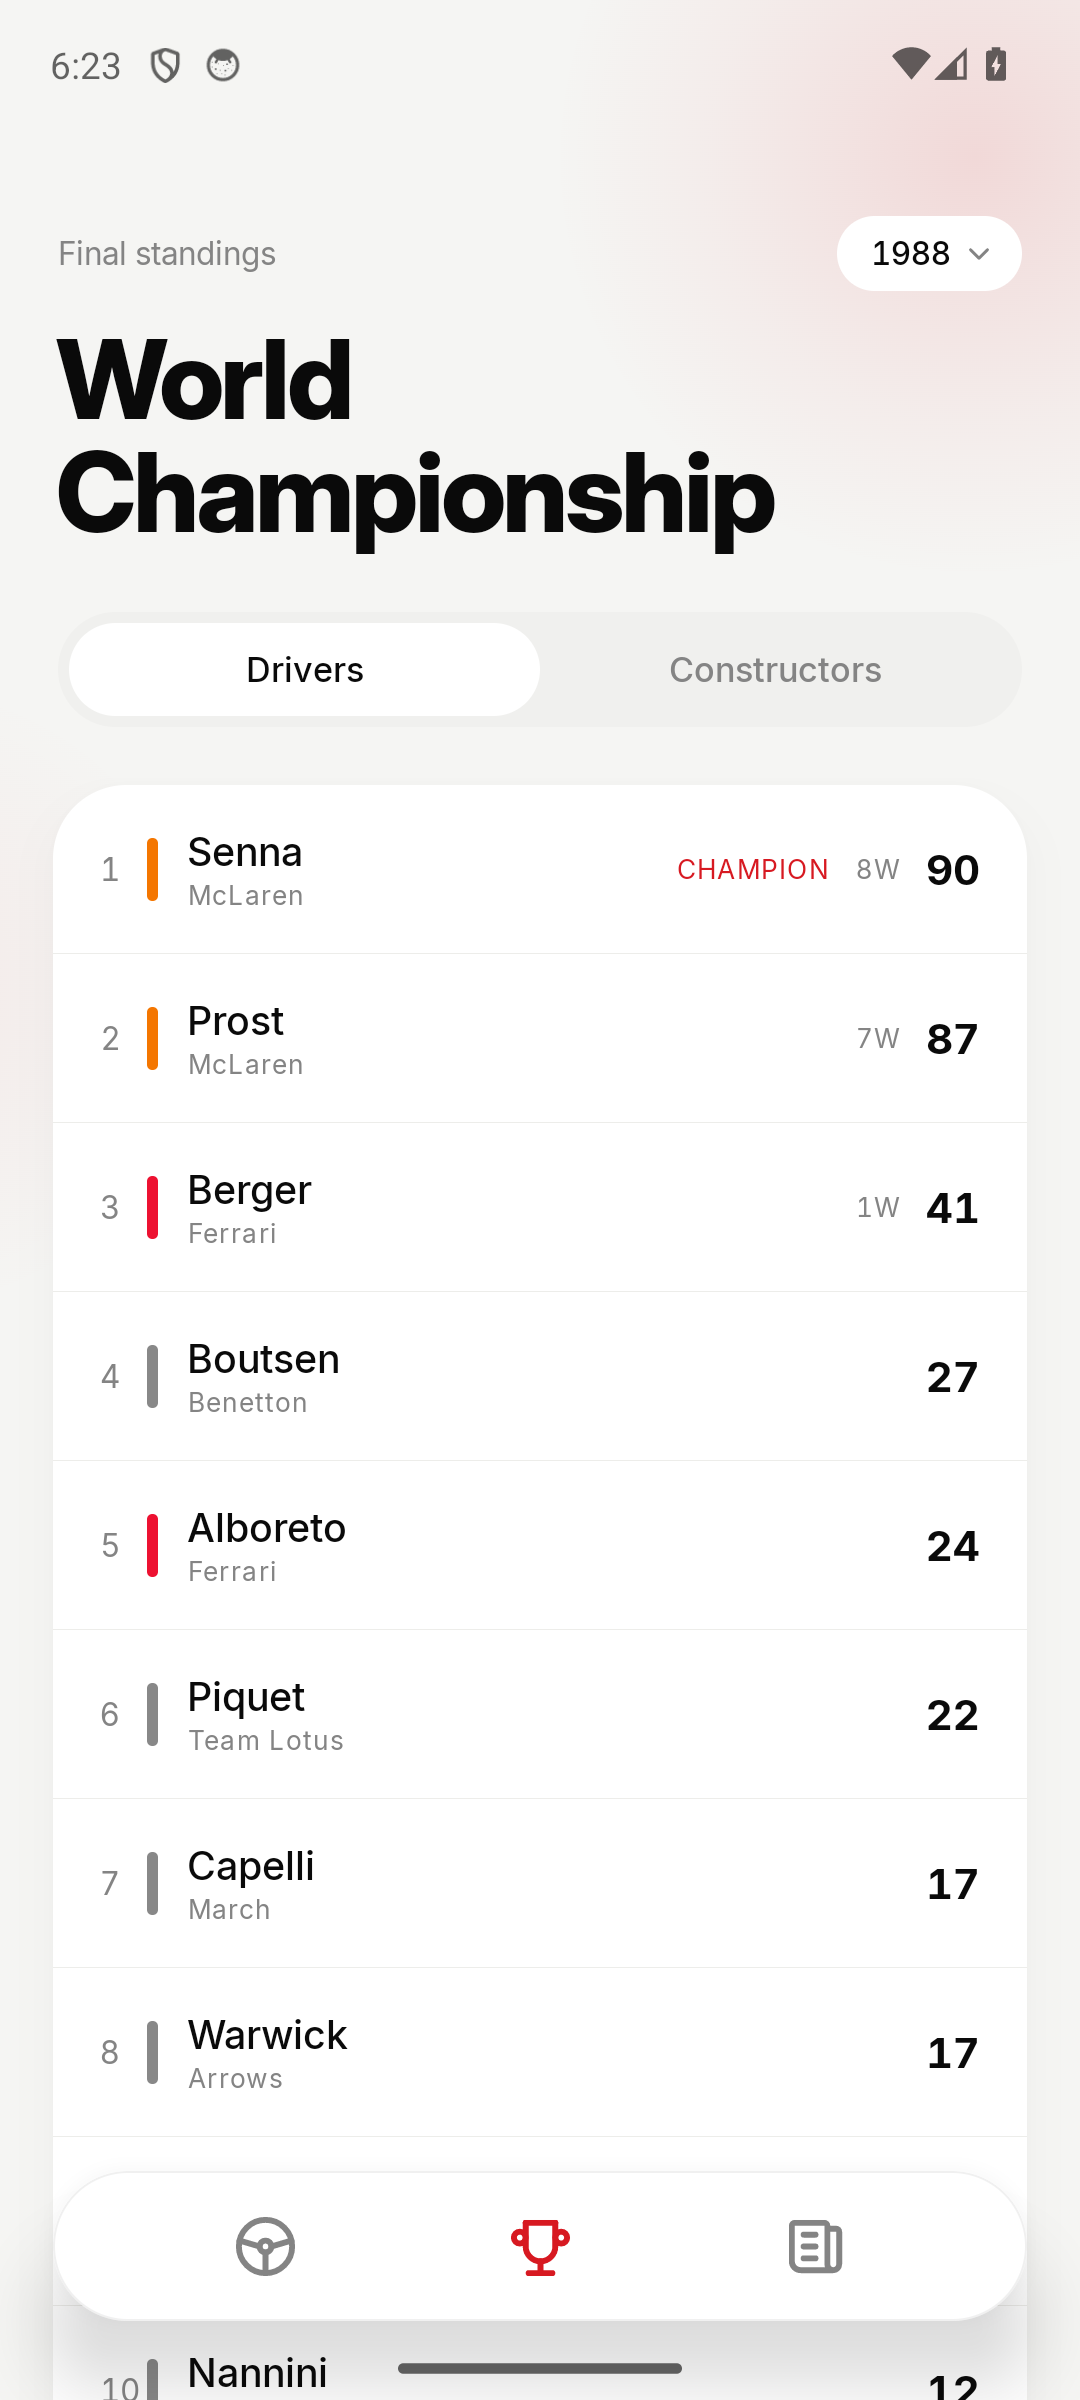 6:23
Final standings
1988
World
Championship
Drivers
Constructors
1
Senna
McLaren
CHAMPION
8W
90
2
Prost
McLaren
7W
87
3
Berger
Ferrari
1W
41
4
Boutsen
Benetton
27
5
Alboreto
Ferrari
24
6
Piquet
Team Lotus
22
7
Capelli
March
17
8
Warwick
Arrows
17
10
Nannini
12